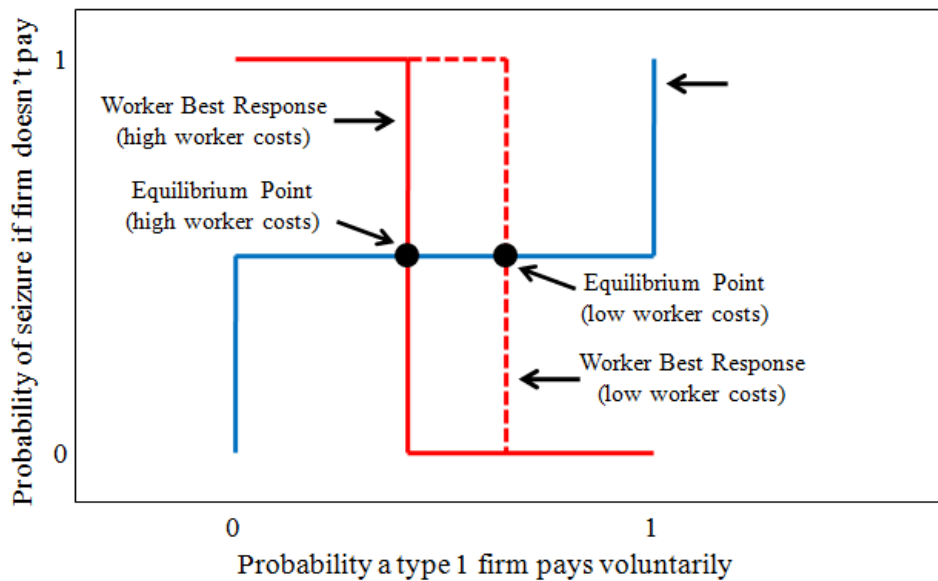 Probability of seizure if firm doesn't pay
1
Worker Best Response
(high worker costs)
Equilibrium Point
(high worker costs)
Equilibrium Point
(low worker costs)
Worker Best Response
(low worker costs)
0
0
1
Probability a type 1 firm pays voluntarily